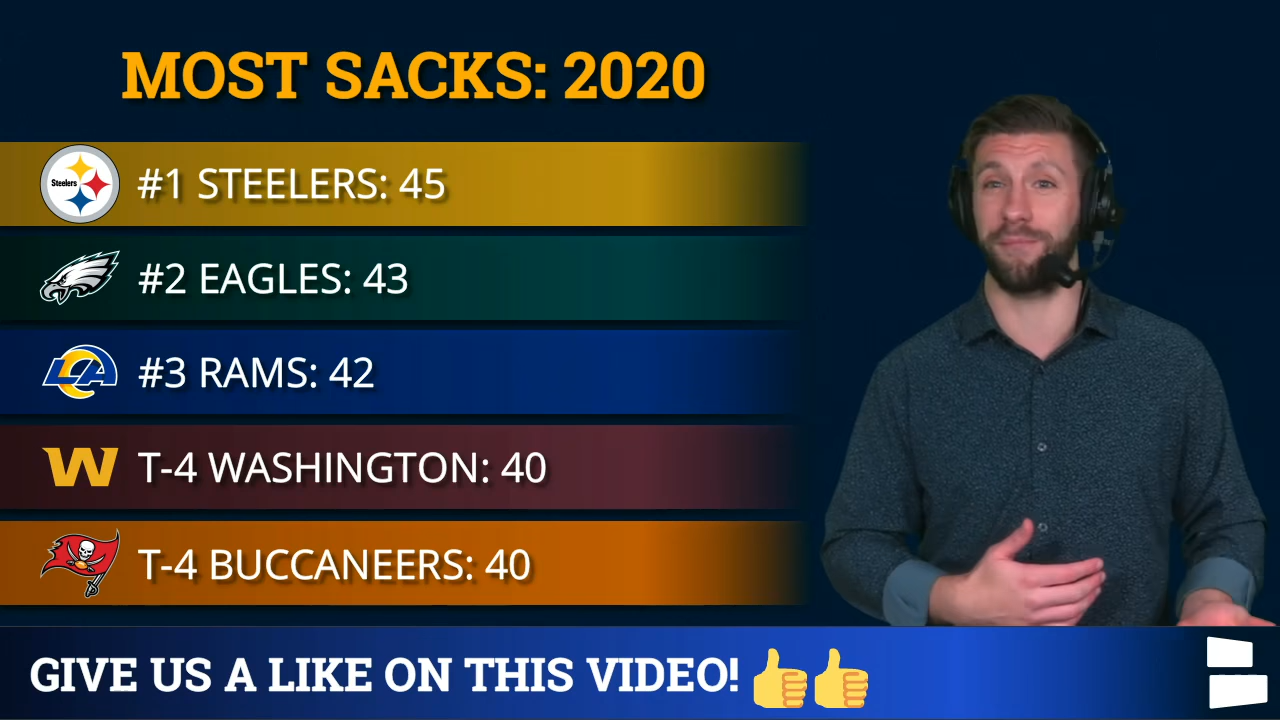 MOST SACKS: 2020
Steelers
#1 STEELERS: 45
#2 EAGLES: 43
LA
#3 RAMS: 42
W
T-4 WASHINGTON: 40
T-4 BUCCANEERS: 40
GIVE US A LIKE ON THIS VIDEO! 👍👍